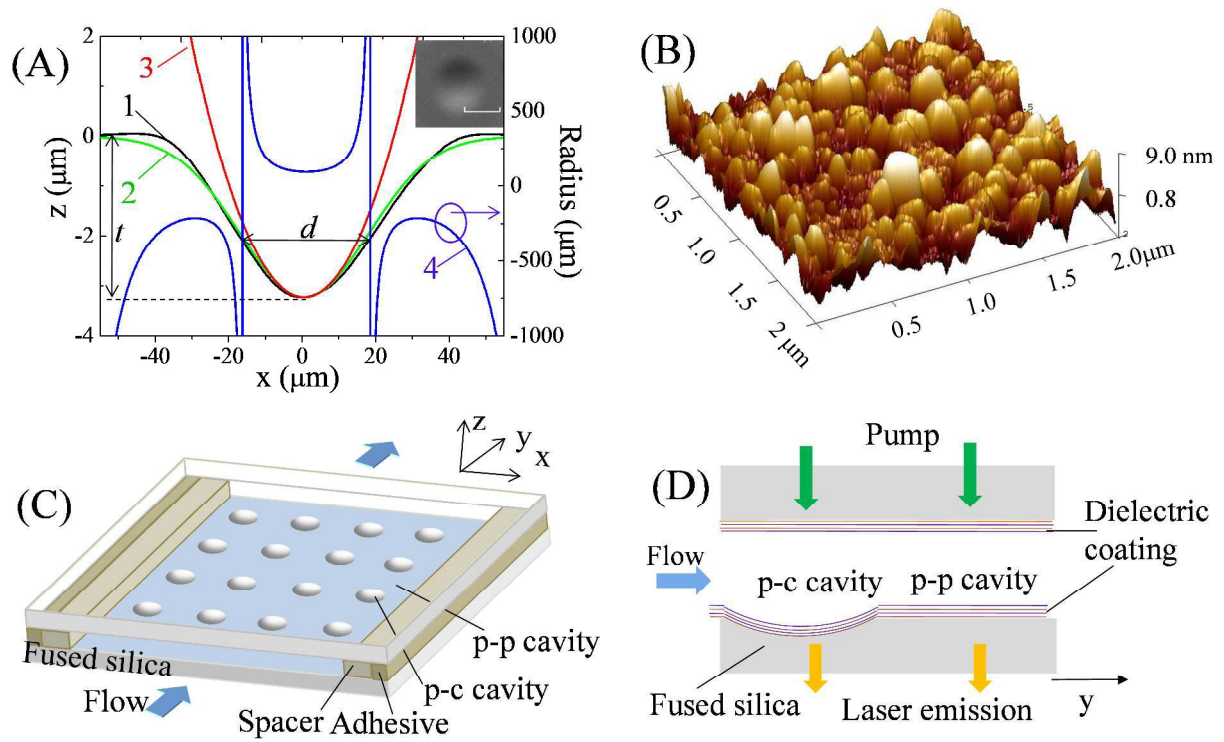 (A)
-40
-20
0
20
40
2
0
-2
-4
z (μm)
x (μm)
1000
500
0
-500
-1000
Radius (μm)
1
2
3
4
t
d
(B)
9.0 nm
0.8
0.5
1.0
1.5
2 μm
0.5
1.0
1.5
2.0μm
(C)
z
y
x
p-p cavity
p-c cavity
Fused silica
Flow
Spacer
Adhesive
(D)
Pump
Dielectric
coating
Flow
p-c cavity
p-p cavity
Fused silica
Laser emission
y